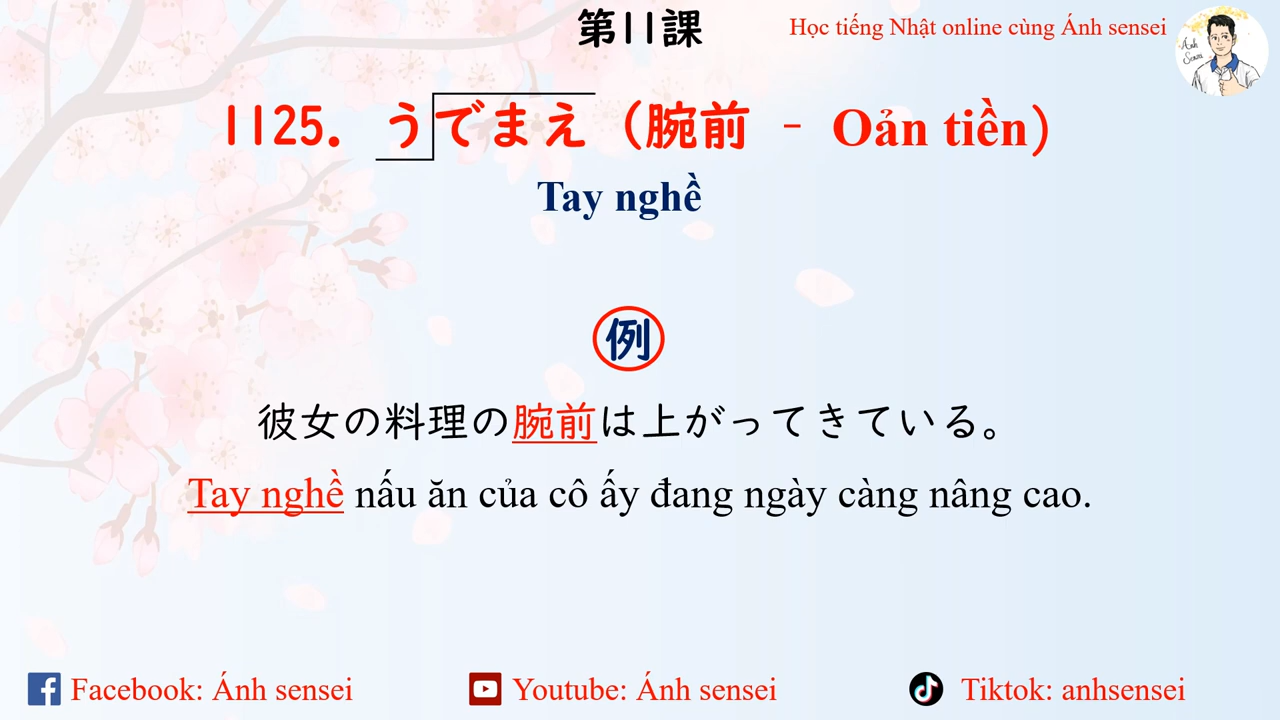 第11課
Học tiếng Nhật online cùng Ánh sensei
Ánh Sensei
1125. うでまえ (腕前 - Oản tiền)
Tay nghề
例
彼女の料理の腕前は上がってきている。
Tay nghề nấu ăn của cô ấy đang ngày càng nâng cao.
Facebook: Ánh sensei
Youtube: Ánh sensei
Tiktok: anhsensei